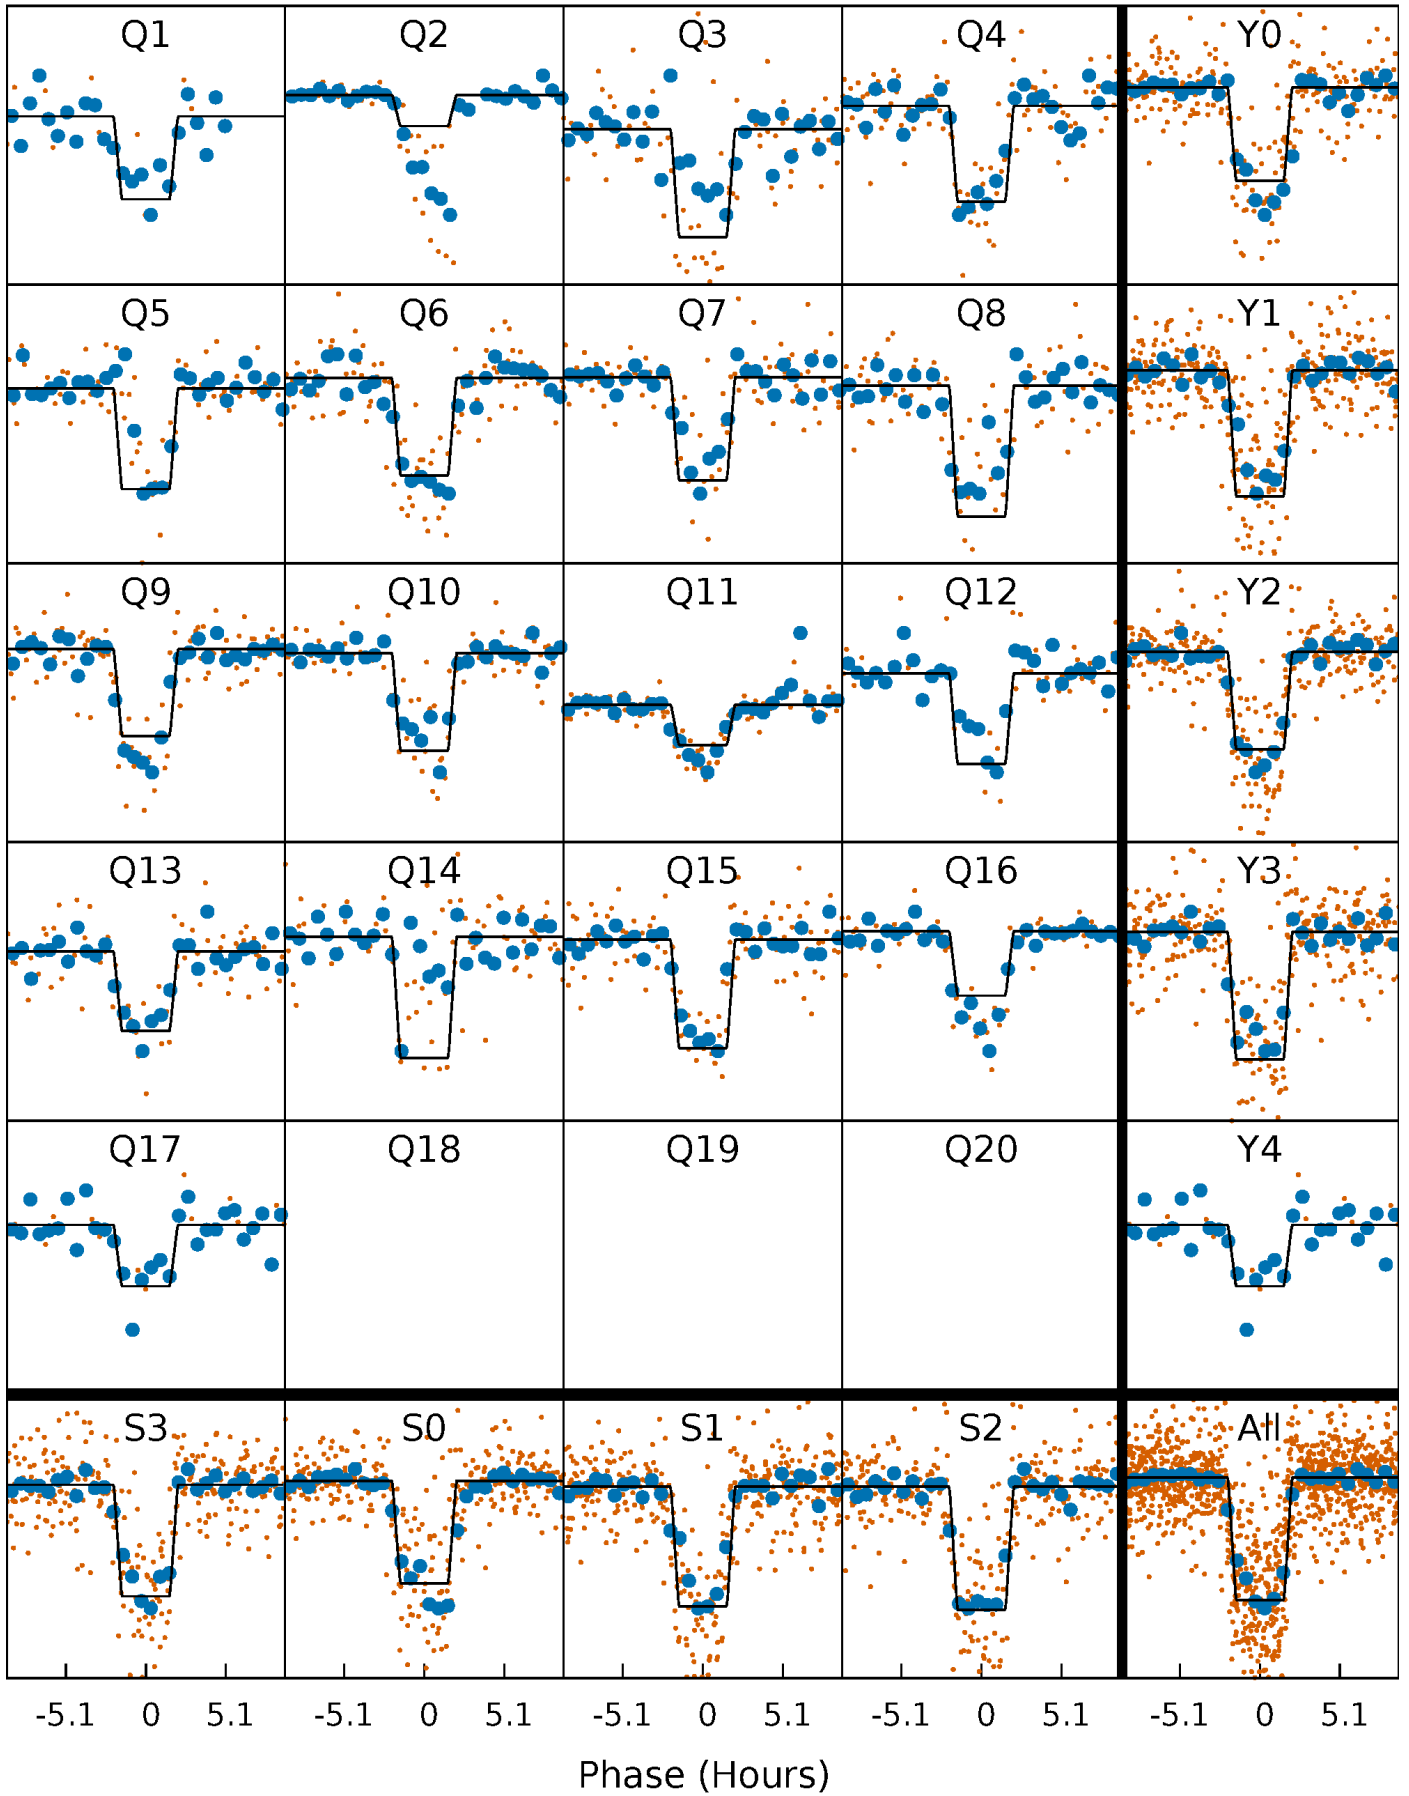 Q1 Q2 Q3 Q4 Y0
Q5 Q6 Q7 Q8 Y1
Q9 Q10 Q11 Q12 Y2
Q13 Q14 Q15 Q16 Y3
Q17 Q18 Q19 Q20 Y4
S3 S0 S1 S2 All
-5.1 0 5.1 -5.1 0 5.1 -5.1 0 5.1 -5.1 0 5.1 -5.1 0 5.1
Phase (Hours)